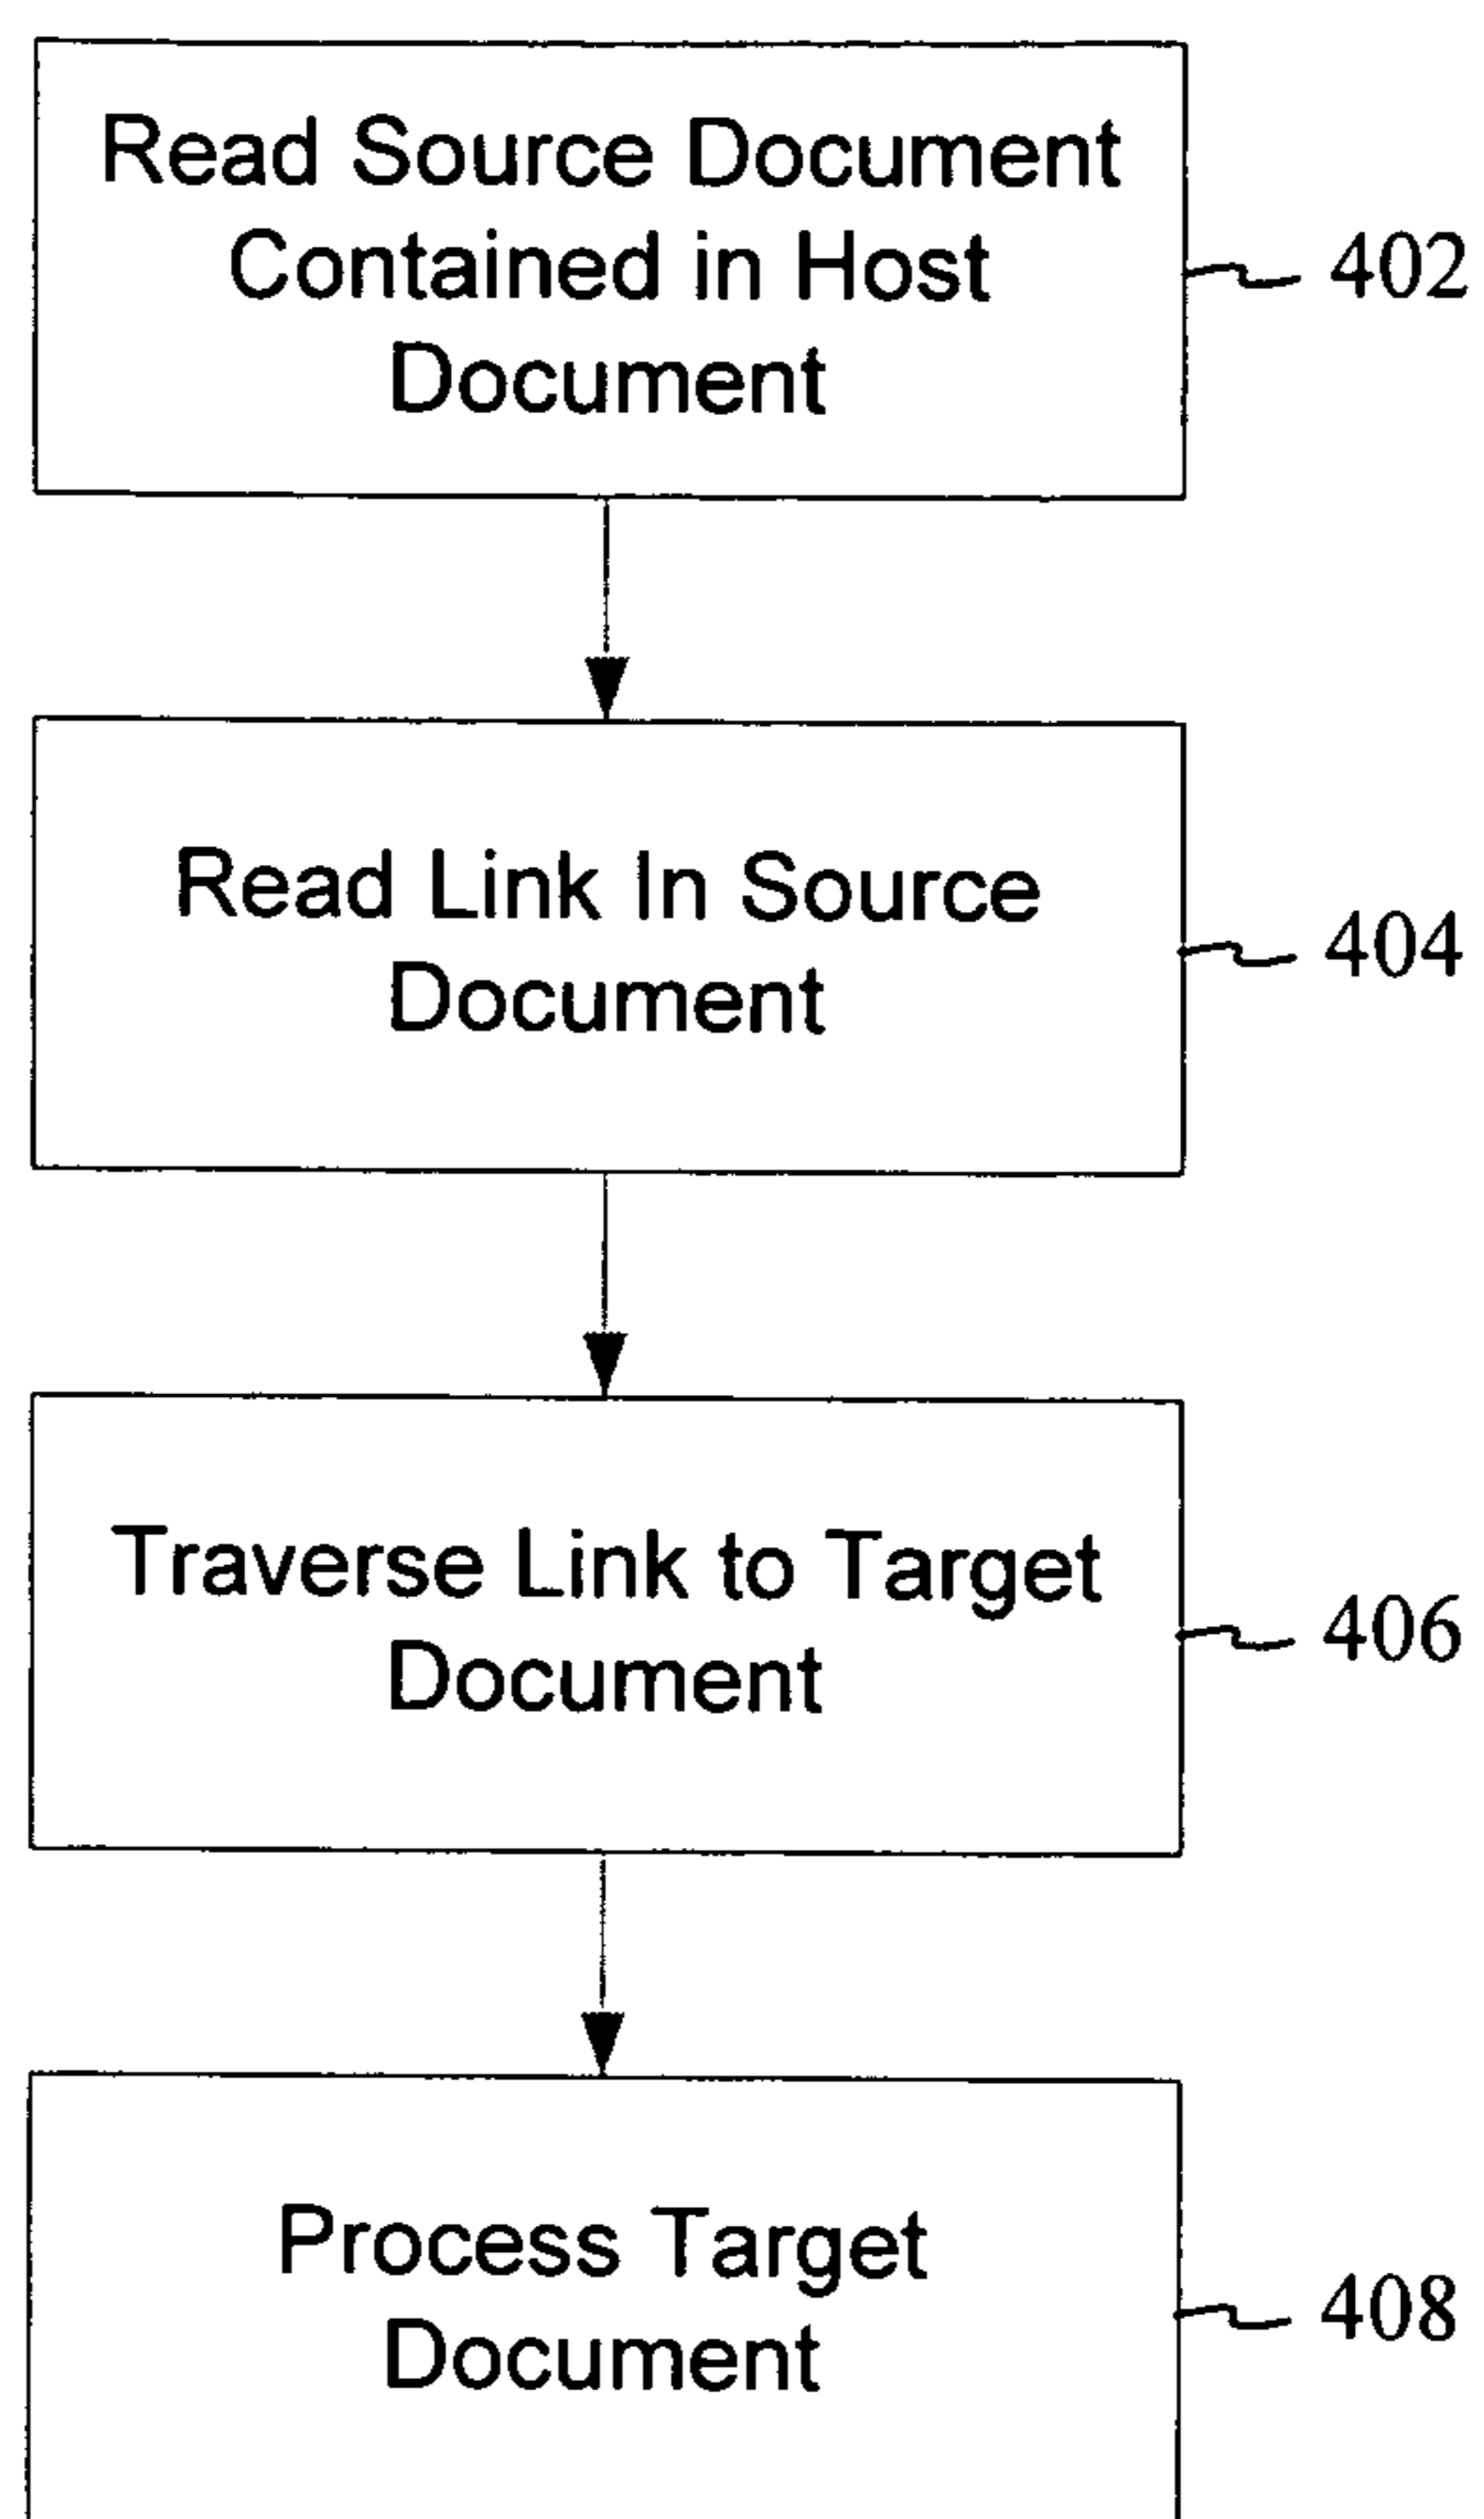 Read Source Document
Contained in Host
Document
402
Read Link In Source
Document
404
Traverse Link to Target
Document
406
Process Target
Document
408